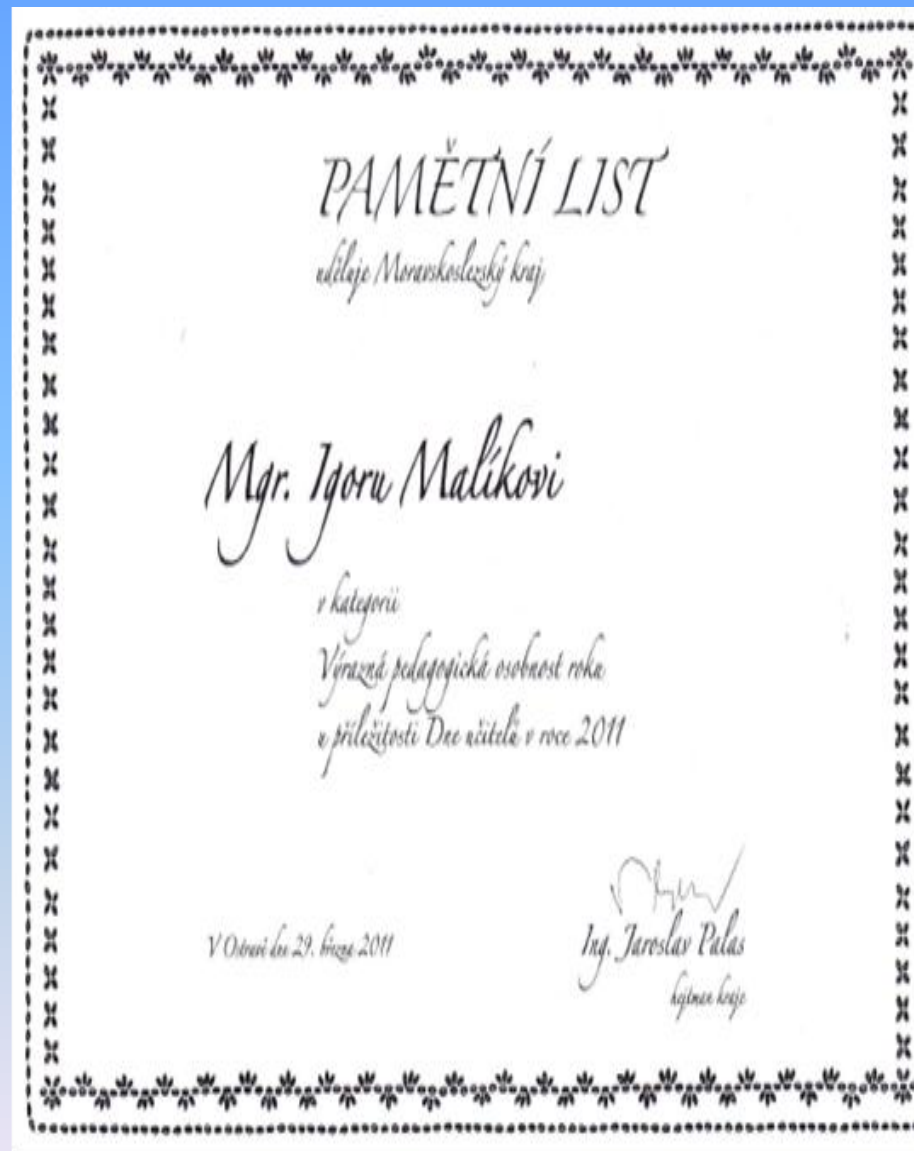 PAMĚTNÍ LIST
uděluje Moravskoslezský kraj
Mgr. Igoru Malíkovi
v kategorii
Výrazná pedagogická osobnost roku
u příležitosti Dne učitelů v roce 2011
V Ostravě dne 29. března 2011
Ing. Jaroslav Palas
hejtman kraje